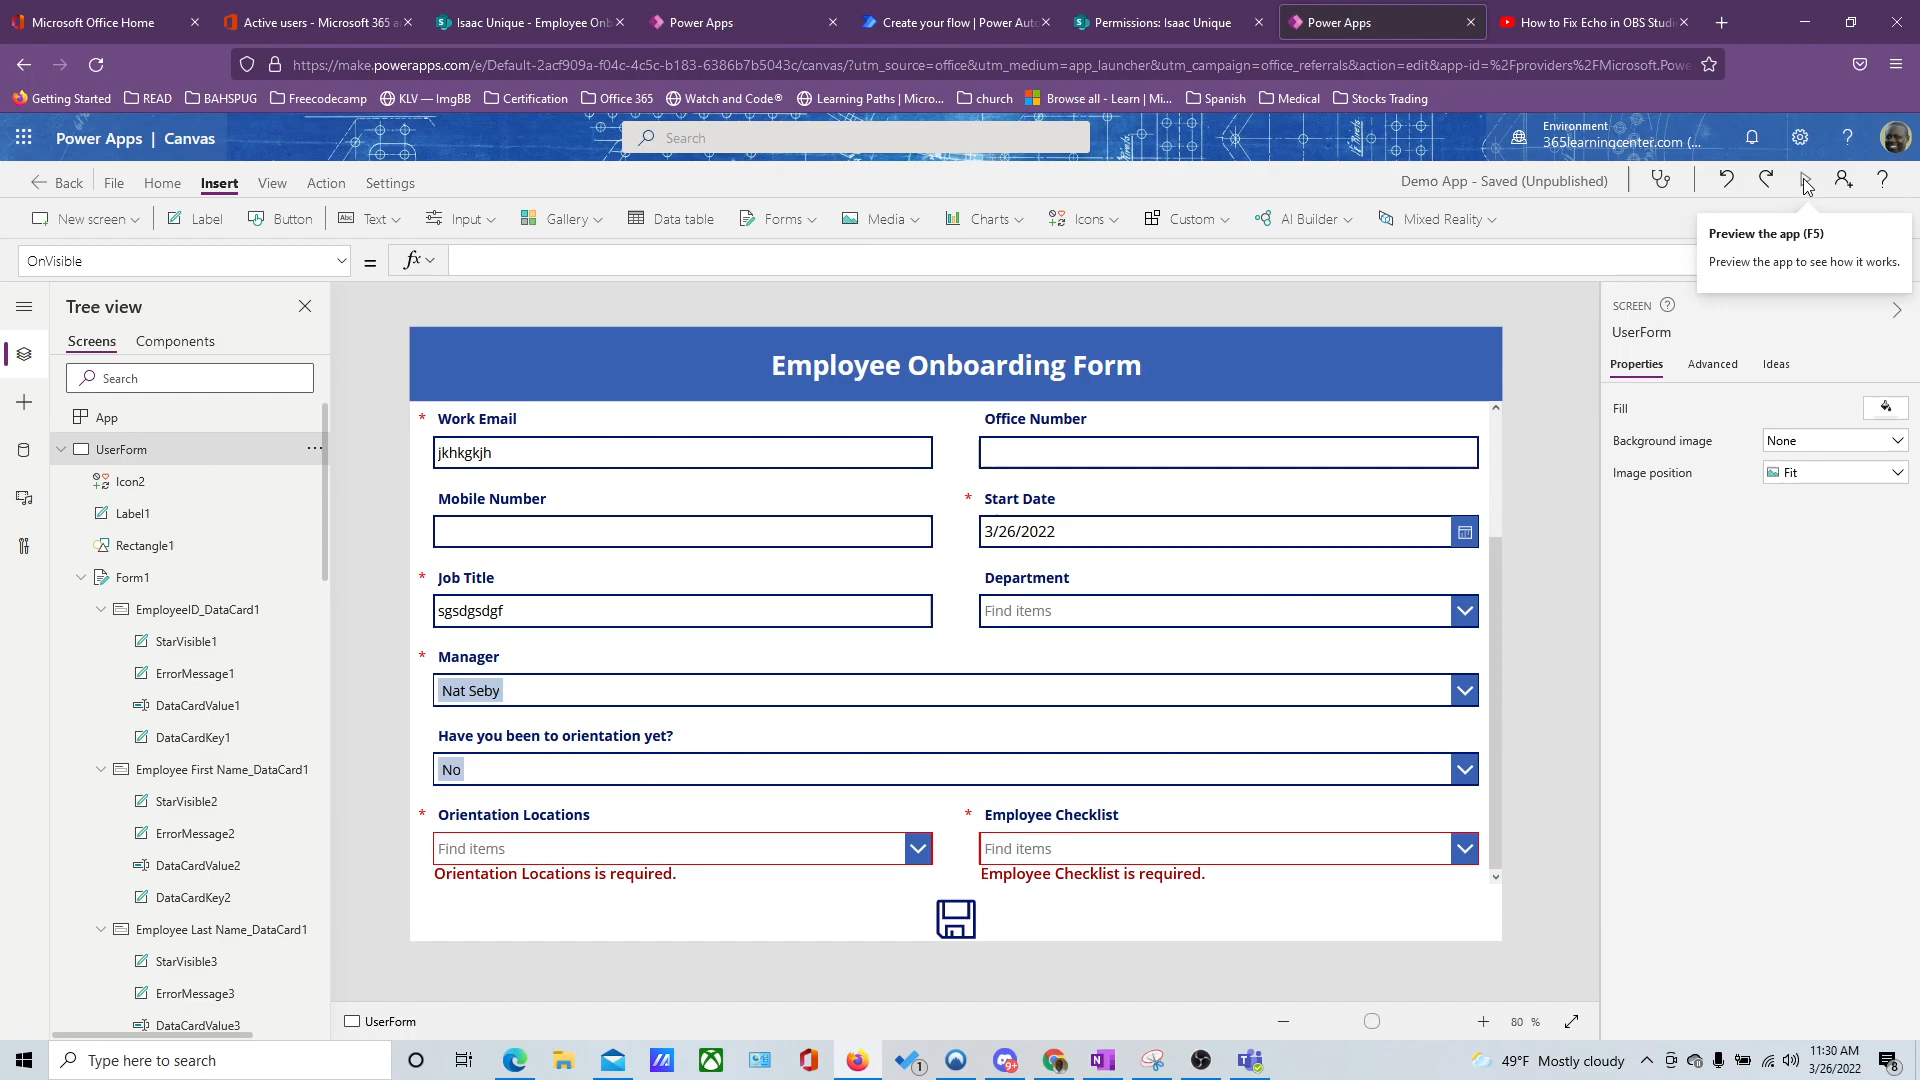 Microsoft Office Home
Active users - Microsoft 365 a
Isaac Unique - Employee Onb
Power Apps
Create your flow | Power Auto
Permissions: Isaac Unique
Power Apps
How to Fix Echo in OBS Studi
https://make.powerapps.com/e/Default-2acf909a-f04c-4c5c-b183-6386b7b5043c/canvas/?utm_source=office&utm_medium=app_launcher&utm_campaign=office_referrals&action=edit&app-id=%2Fproviders%2FMicrosoft.Powe
Getting Started
READ
BAHSPUG
Freecodecamp
KLV — ImgBB
Certification
Office 365
Watch and Code®
Learning Paths | Micro...
church
Browse all - Learn | Mi...
Spanish
Medical
Stocks Trading
Power Apps | Canvas
Search
Environment
365learningcenter.com (...
Back
File
Home
Insert
View
Action
Settings
Demo App - Saved (Unpublished)
New screen
Label
Button
Abc Text
Input
Gallery
Data table
Forms
Media
Charts
Icons
Custom
AI Builder
Mixed Reality
Preview the app (F5)
Preview the app to see how it works.
OnVisible
=
fx
Tree view
Screens
Components
Search
App
UserForm
Icon2
Label1
Rectangle1
Form1
EmployeeID_DataCard1
StarVisible1
ErrorMessage1
DataCardValue1
DataCardKey1
Employee First Name_DataCard1
StarVisible2
ErrorMessage2
DataCardValue2
DataCardKey2
Employee Last Name_DataCard1
StarVisible3
ErrorMessage3
DataCardValue3
Employee Onboarding Form
* Work Email
Office Number
jkhkgkjh
Mobile Number
* Start Date
3/26/2022
* Job Title
Department
sgsdgsdgf
Find items
* Manager
Nat Seby
Have you been to orientation yet?
No
* Orientation Locations
* Employee Checklist
Find items
Find items
Orientation Locations is required.
Employee Checklist is required.
SCREEN
UserForm
Properties
Advanced
Ideas
Fill
Background image
None
Image position
Fit
UserForm
80 %
Type here to search
1
9+
49°F Mostly cloudy
11:30 AM
3/26/2022
8